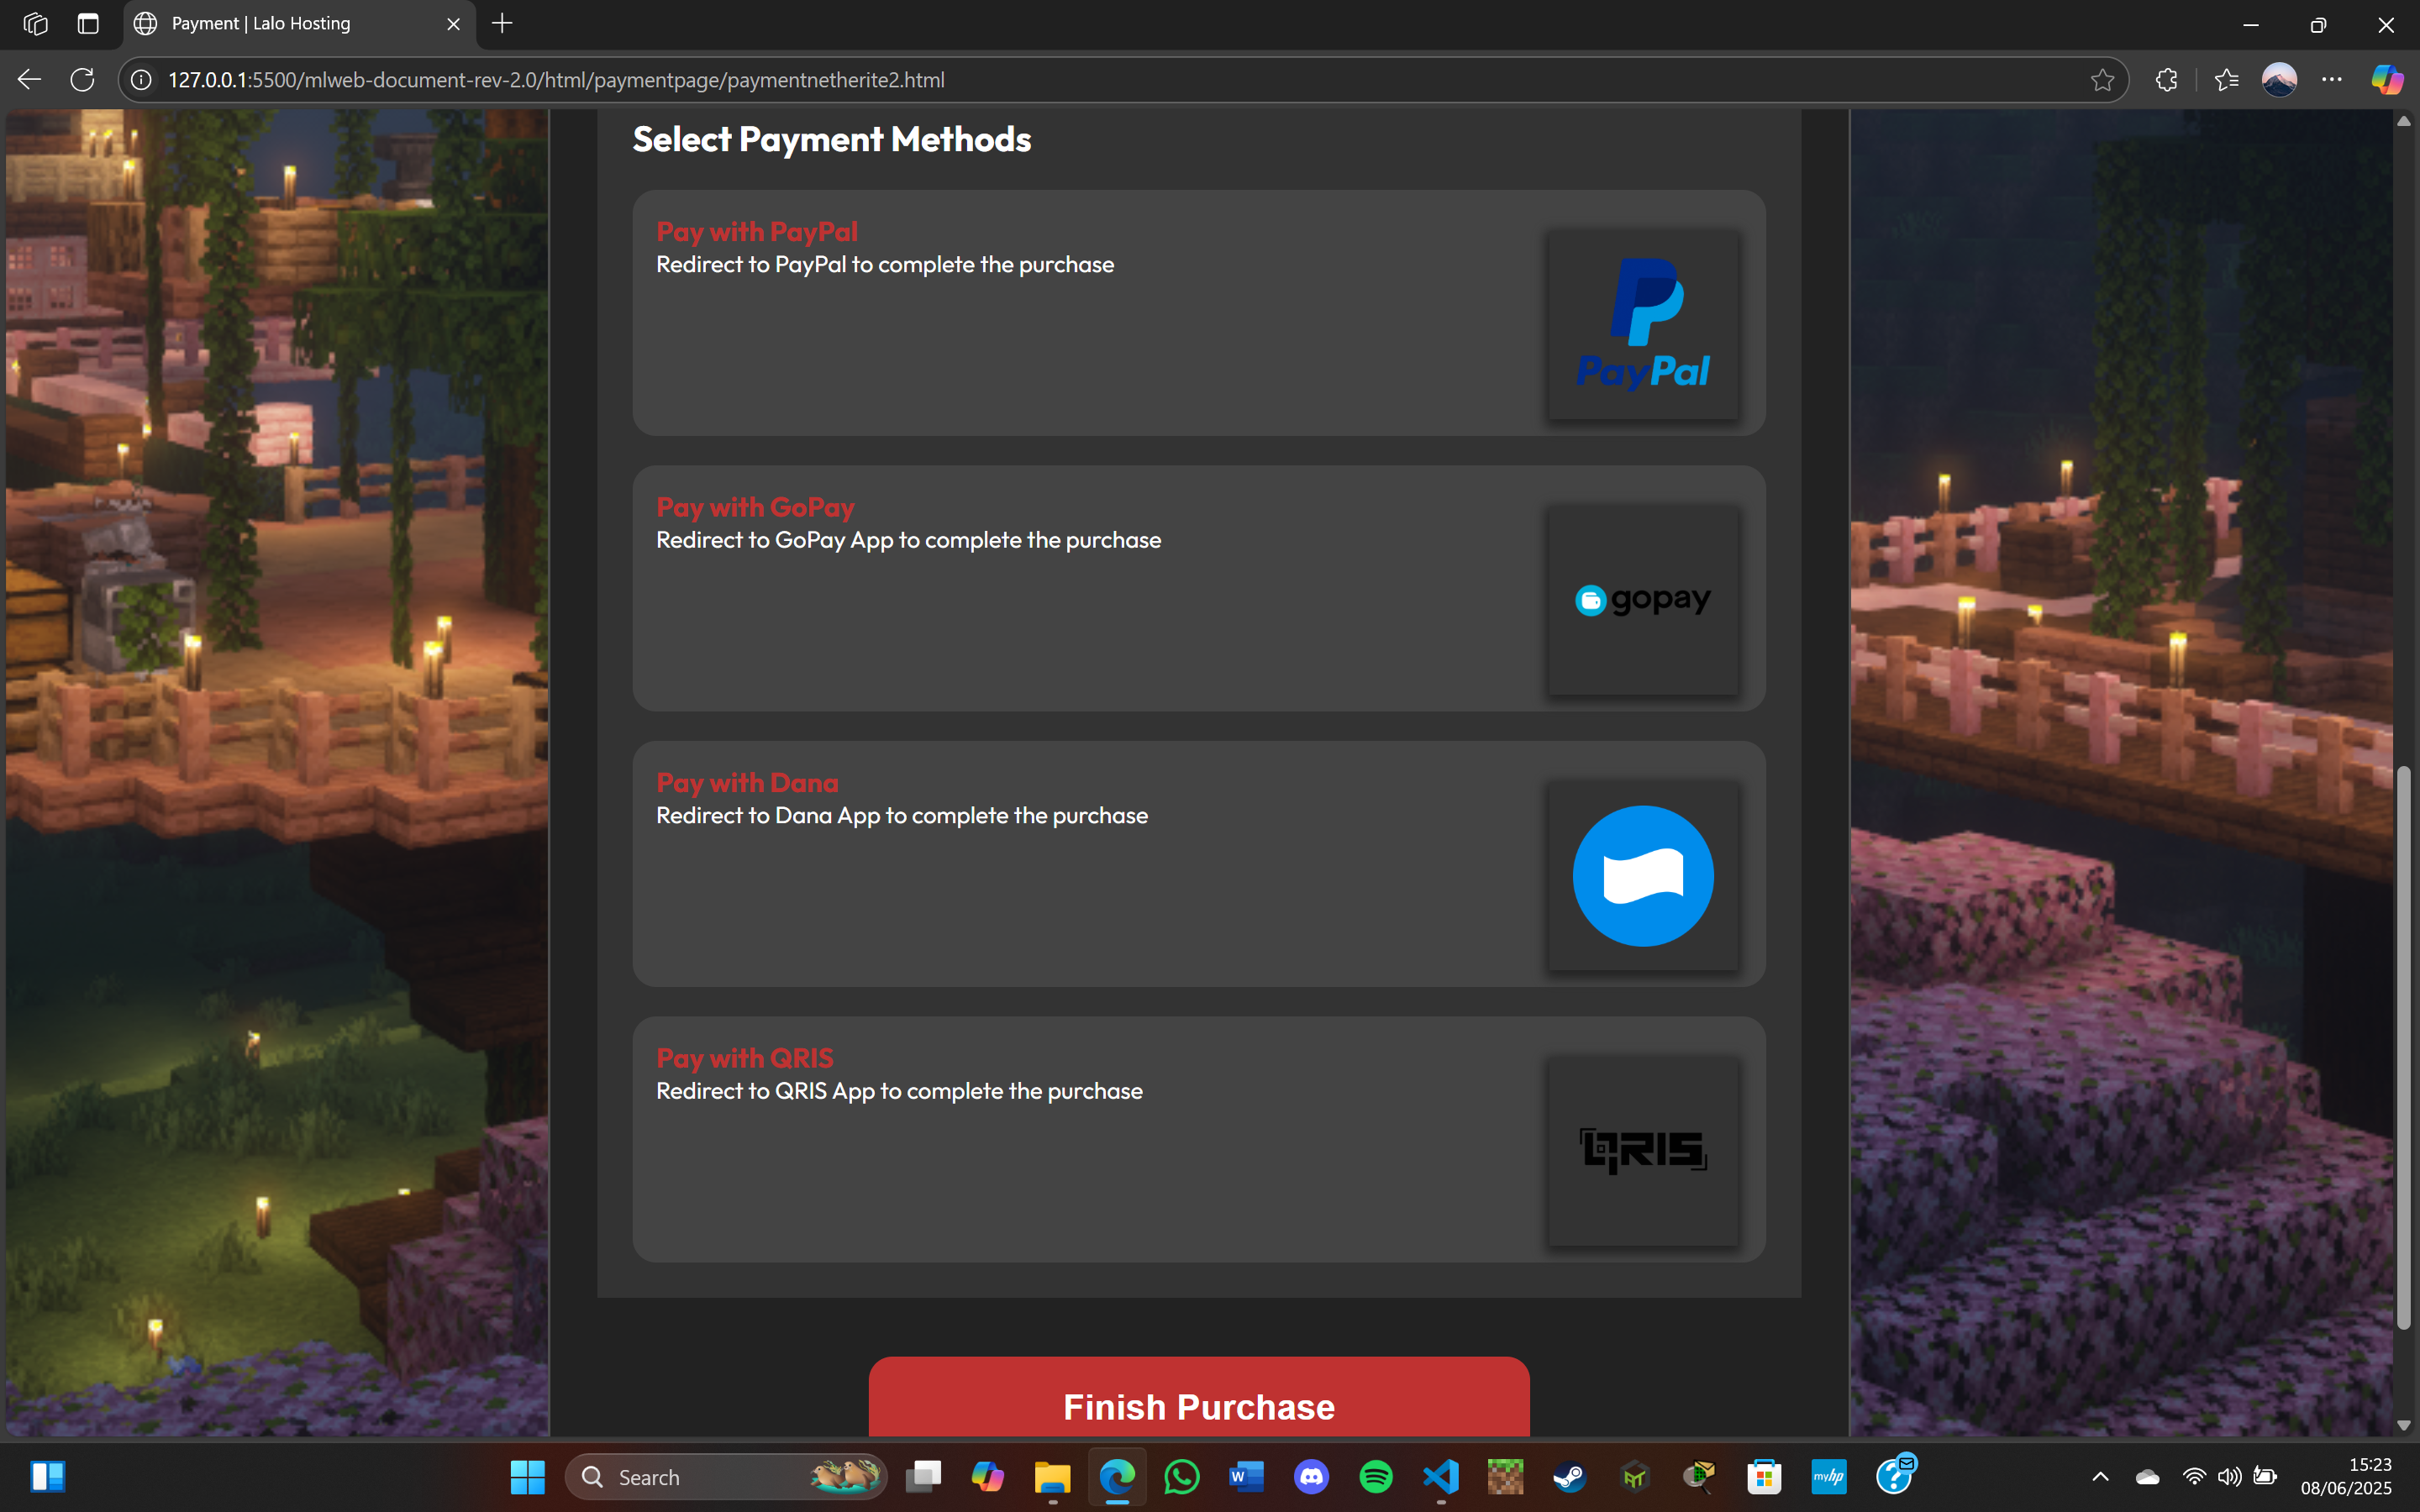 Payment | Lalo Hosting
127.0.0.1:5500/mlweb-document-rev-2.0/html/paymentpage/paymentnetherite2.html
Select Payment Methods
Pay with PayPal
Redirect to PayPal to complete the purchase
PayPal
Pay with GoPay
Redirect to GoPay App to complete the purchase
gopay
Pay with Dana
Redirect to Dana App to complete the purchase
Pay with QRIS
Redirect to QRIS App to complete the purchase
QRIS
Finish Purchase
Search
W
myhp
15:23
08/06/2025